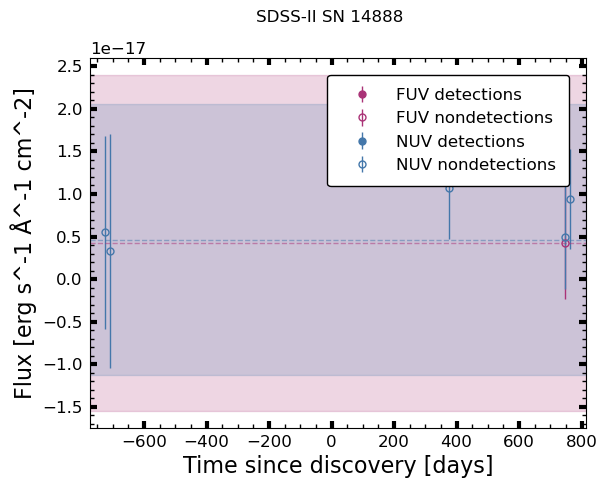 SDSS-II SN 14888
1e−17
2.5
2.0
1.5
1.0
0.5
0.0
−0.5
−1.0
−1.5
Flux [erg s^-1 Å^-1 cm^-2]
FUV detections
FUV nondetections
NUV detections
NUV nondetections
−600 −400 −200 0 200 400 600 800
Time since discovery [days]